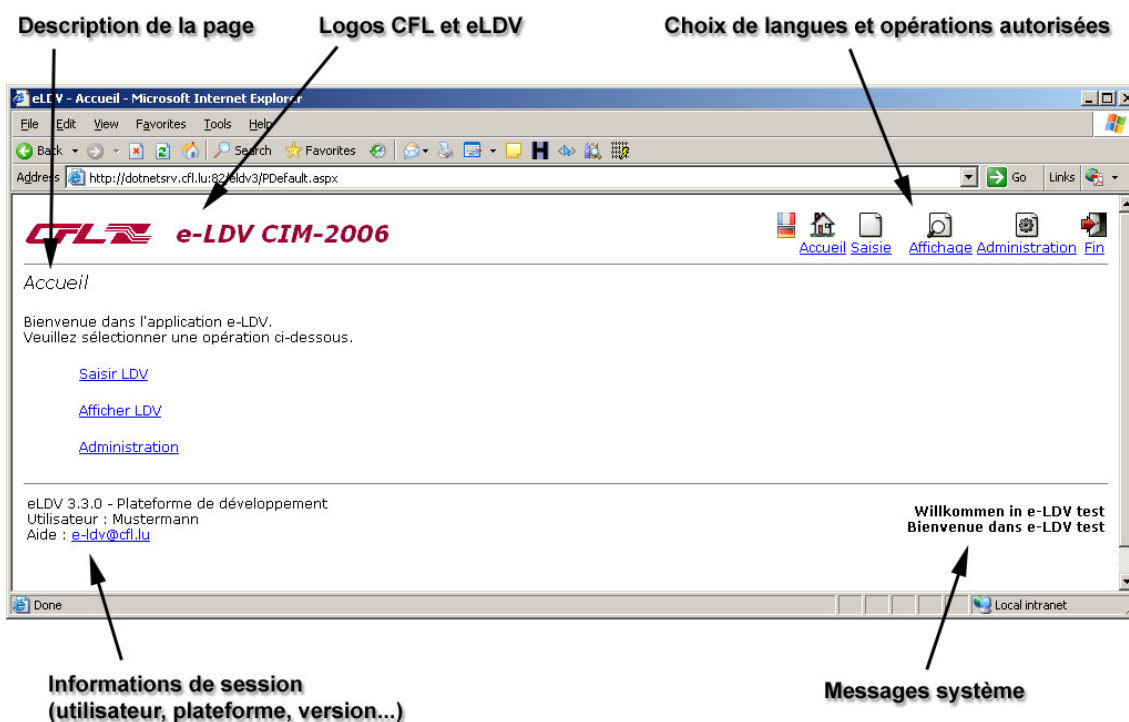 Description de la page
Logos CFL et eLDV
Choix de langues et opérations autorisées
eLDV - Accueil - Microsoft Internet Explorer
File Edit View Favorites Tools Help
Back Search Favorites H
Address http://dotnetsrv.cfl.lu:82/eldv3/PDefault.aspx Go Links
CFL e-LDV CIM-2006
Accueil Saisie Affichage Administration Fin
Accueil
Bienvenue dans l'application e-LDV.
Veuillez sélectionner une opération ci-dessous.
Saisir LDV
Afficher LDV
Administration
eLDV 3.3.0 - Plateforme de développement
Utilisateur : Mustermann
Aide : e-ldv@cfl.lu
Willkommen in e-LDV test
Bienvenue dans e-LDV test
Done Local intranet
Informations de session
(utilisateur, plateforme, version...)
Messages système